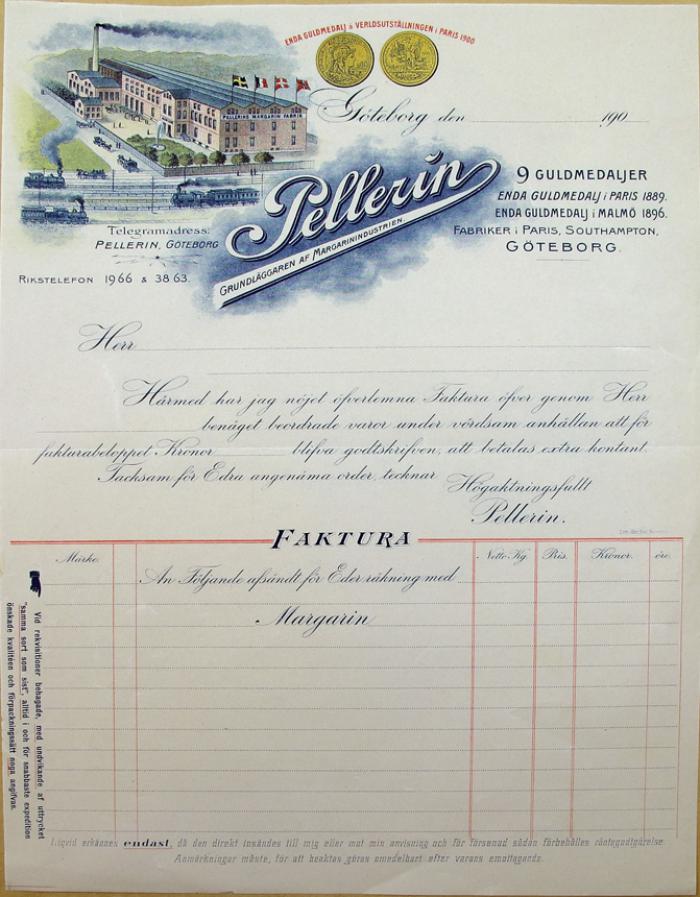 ENDA GULDMEDALJ å VERLDSUTSTÄLLNINGEN i PARIS 1900
PELLERINS MARGARIN FABRIK
Göteborg den 190
Pellerin
GRUNDLÄGGAREN AF MARGARININDUSTRIEN.
9 GULDMEDALJER
ENDA GULDMEDALJ i PARIS 1889.
ENDA GULDMEDALJ i MALMÖ 1896.
FABRIKER i PARIS, SOUTHAMPTON,
GÖTEBORG.
Telegramadress:
PELLERIN, GÖTEBORG
RIKSTELEFON 1966 & 3863.
Herr
Härmed har jag nöjet öfverlemna Faktura öfver genom Herr
benäget beordrade varor under vördsam anhållan att för
fakturabeloppet Kronor blifva godtskrifven, att betalas extra kontant.
Tacksam för Edra angenäma order, tecknar
Högaktningsfullt
Pellerin.
FAKTURA
Märke. Netto Kg. Pris. Kronor. öre.
An Följande afsändt för Eder räkning med
Margarin
Vid rekvisitioner behagade, med undvikande af uttrycket
"samma sort som sist", alltid i och för snabbaste expedition
önskade kvaliteen och förpackningssätt noga angifvas.
Liqvid erkännes endast, då den direkt insändes till mig eller mot min anvisning och för försenad sådan förbehålles räntegodtgörelse.
Anmärkningar måste, för att beaktas, göras omedelbart efter varans emottagande.